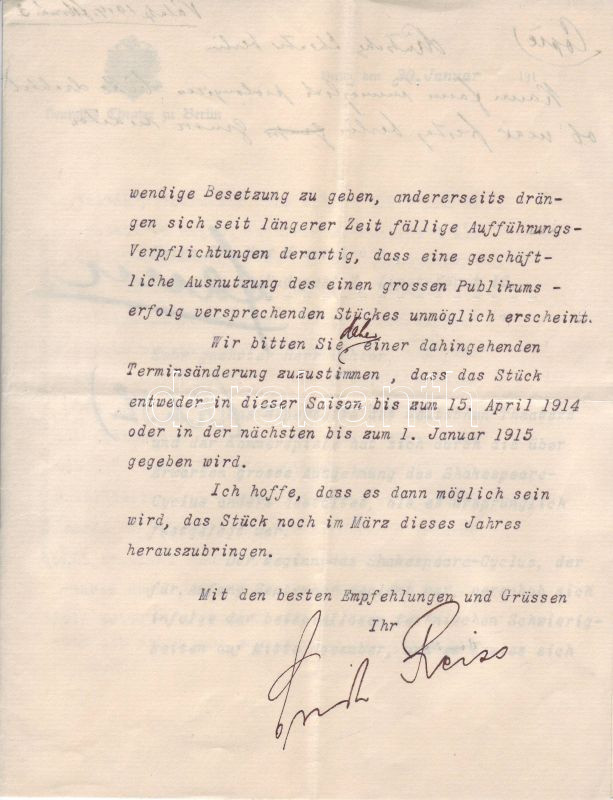 wendige Besetzung zu geben, andererseits drän-
gen sich seit längerer Zeit fällige Aufführungs-
Verpflichtungen derartig, dass eine geschäft-
liche Ausnutzung des einen grossen Publikums -
erfolg versprechenden Stückes unmöglich erscheint.
daher
Wir bitten Sie einer dahingehenden
Terminsänderung zuzustimmen , dass das Stück
darabanth
entweder in dieser Saison bis zum 15. April 1914
oder in der nächsten bis zum 1. Januar 1915
gegeben wird.
Ich hoffe, dass es dann möglich sein
wird, das Stück noch im März dieses Jahres
herauszubringen.
Mit den besten Empfehlungen und Grüssen
Ihr
Erich Reiss